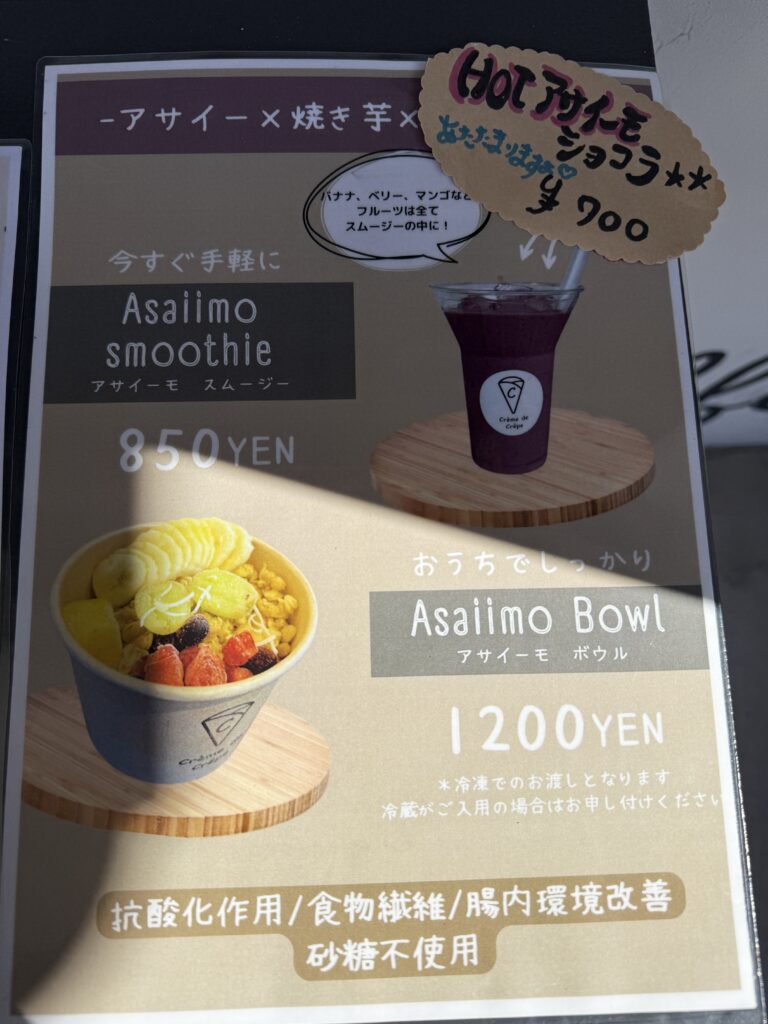 -アサイー×焼き芋×
HOTアサイーモ
ショコラ**
あたたまりますよ♡
¥700
バナナ、ベリー、マンゴなど
フルーツは全て
スムージーの中に！
今すぐ手軽に
Asaiimo
smoothie
アサイーモ スムージー
850YEN
C
Crème de
Crêpe
おうちでしっかり
Asaiimo Bowl
アサイーモ ボウル
1200YEN
C
Crème de
Crêpe
*冷凍でのお渡しとなります
冷蔵がご入用の場合はお申し付けください
抗酸化作用/食物繊維/腸内環境改善
砂糖不使用